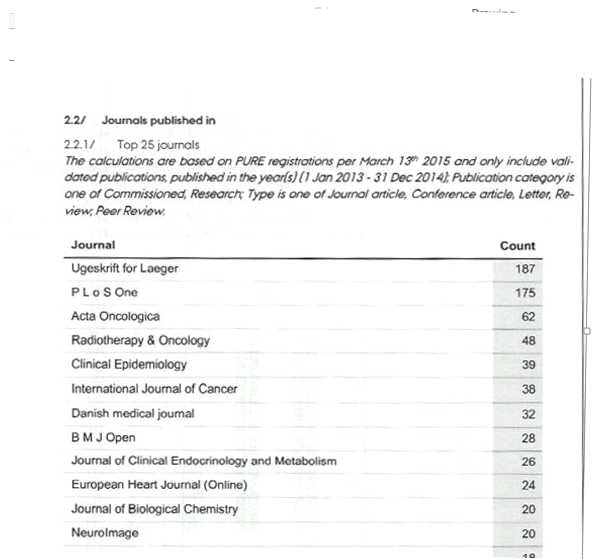 2.2/ Journals published in
2.2.1/ Top 25 journals
The calculations are based on PURE registrations per March 13th 2015 and only include vali-
dated publications, published in the year(s) (1 Jan 2013 - 31 Dec 2014); Publication category is
one of Commissioned, Research; Type is one of Journal article, Conference article, Letter, Re-
view, Peer Review.
Journal Count
Ugeskrift for Laeger 187
P L o S One 175
Acta Oncologica 62
Radiotherapy & Oncology 48
Clinical Epidemiology 39
International Journal of Cancer 38
Danish medical journal 32
B M J Open 28
Journal of Clinical Endocrinology and Metabolism 26
European Heart Journal (Online) 24
Journal of Biological Chemistry 20
NeuroImage 20